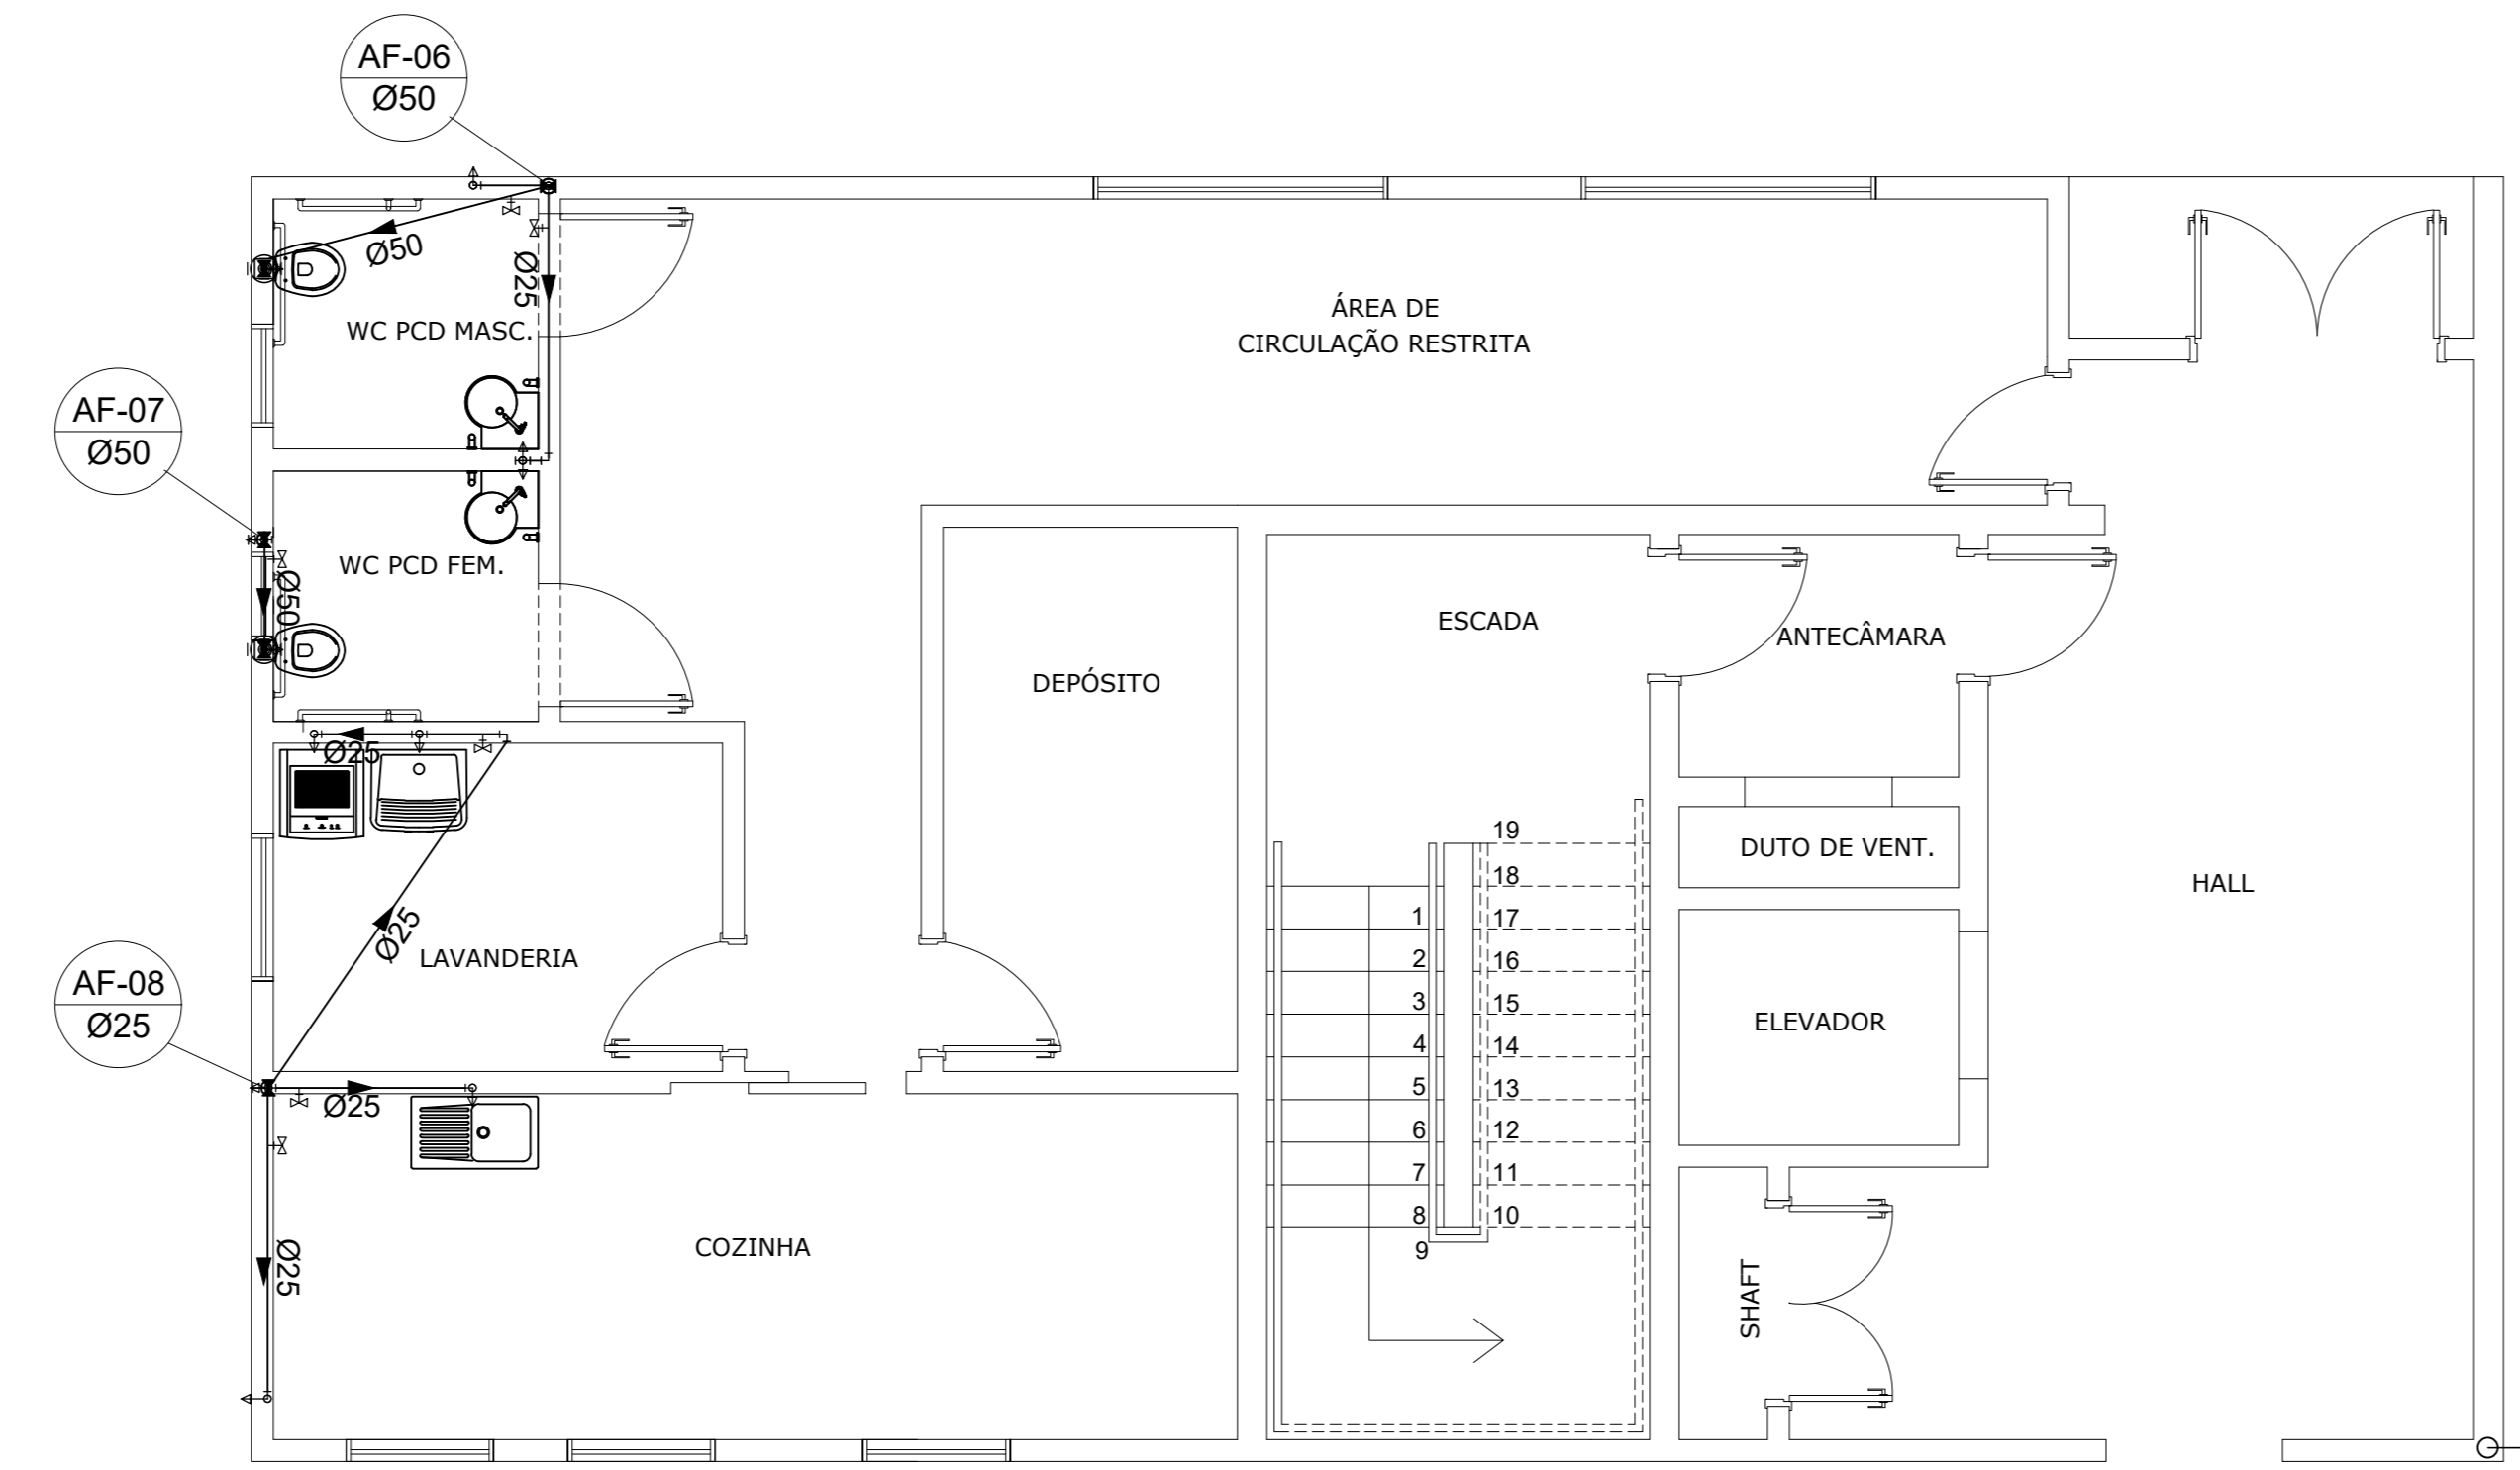 AF-06
Ø50
Ø50
Ø25
WC PCD MASC.
ÁREA DE
CIRCULAÇÃO RESTRITA
AF-07
Ø50
WC PCD FEM.
Ø50
ESCADA
ANTECÂMARA
DEPÓSITO
Ø25
DUTO DE VENT.
HALL
19
18
1
17
2
16
3
15
4
14
5
13
6
12
7
11
8
10
9
Ø25
LAVANDERIA
AF-08
Ø25
ELEVADOR
Ø25
COZINHA
Ø25
SHAFT